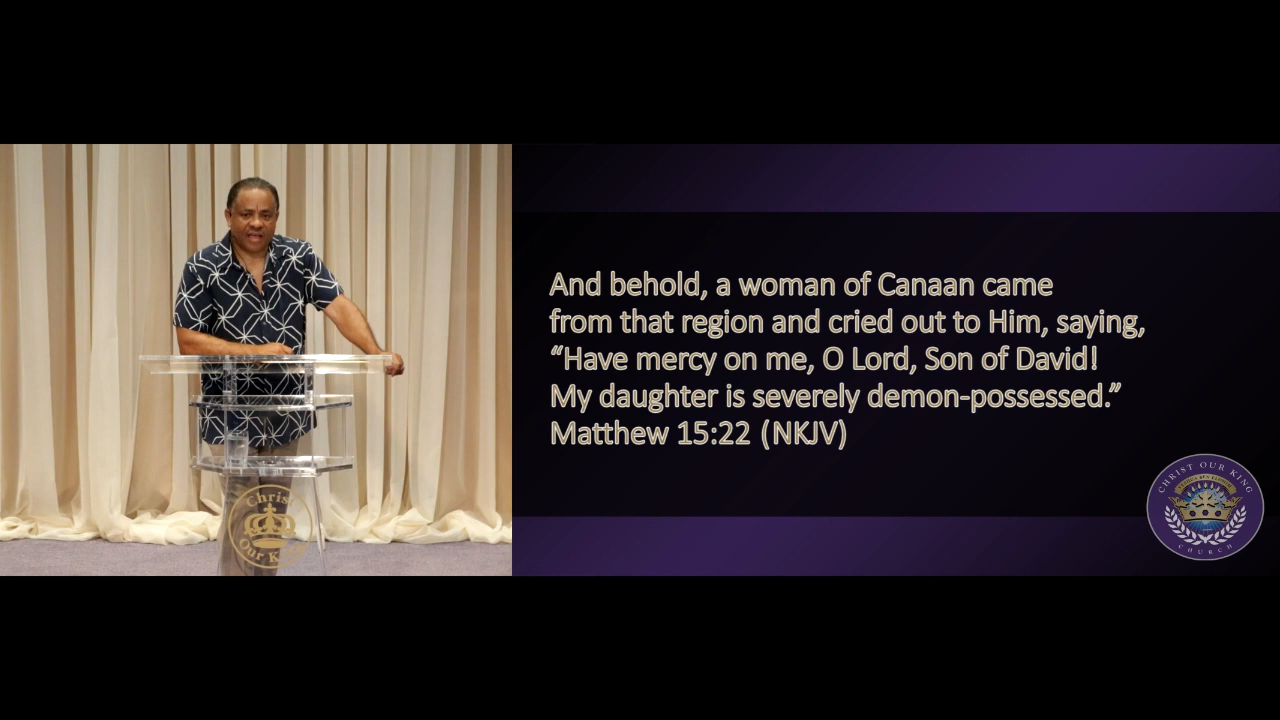 And behold, a woman of Canaan came
from that region and cried out to Him, saying,
“Have mercy on me, O Lord, Son of David!
My daughter is severely demon-possessed.”
Matthew 15:22 (NKJV)
CHRIST OUR KING
CHURCH
Christ
Our K